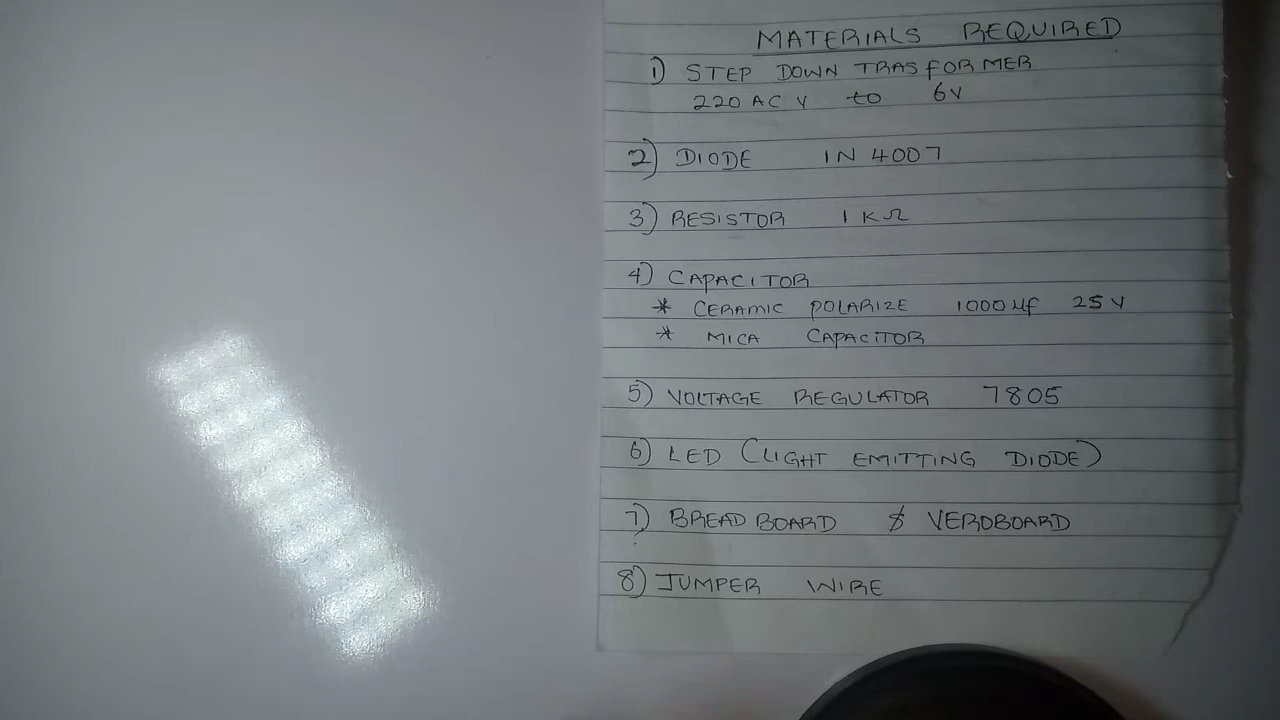 MATERIALS REQUIRED
1) STEP DOWN TRASFORMER
220 AC V to 6V
2) DIODE IN 4007
3) RESISTOR 1 KΩ
4) CAPACITOR
* CERAMIC POLARIZE 1000 µf 25 V
* MICA CAPACITOR
5) VOLTAGE REGULATOR 7805
6) LED (LIGHT EMITTING DIODE)
7) BREAD BOARD & VEROBOARD
8) JUMPER WIRE